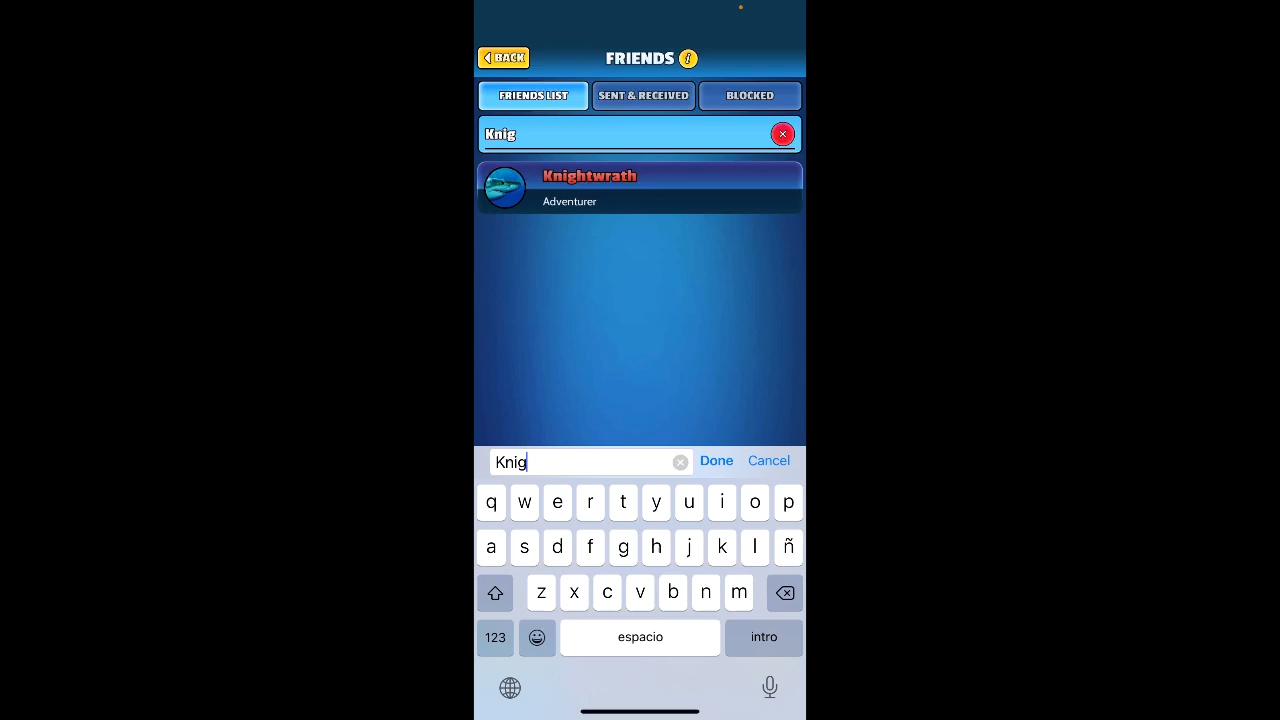 BACK
FRIENDS i
FRIENDS LIST
SENT & RECEIVED
BLOCKED
Knig
Knightwrath
Adventurer
Knig
Done
Cancel
q w e r t y u i o p
a s d f g h j k l ñ
z x c v b n m
123
espacio
intro